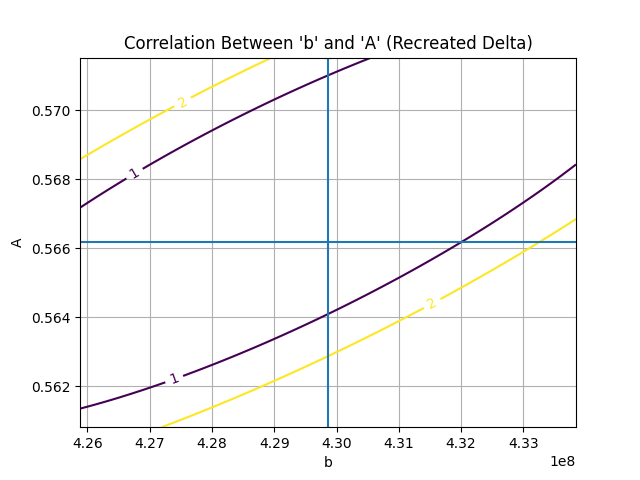 Correlation Between 'b' and 'A' (Recreated Delta)
0.570
0.568
0.566
0.564
0.562
A
2
1
2
1
4.26 4.27 4.28 4.29 4.30 4.31 4.32 4.33
1e8
b